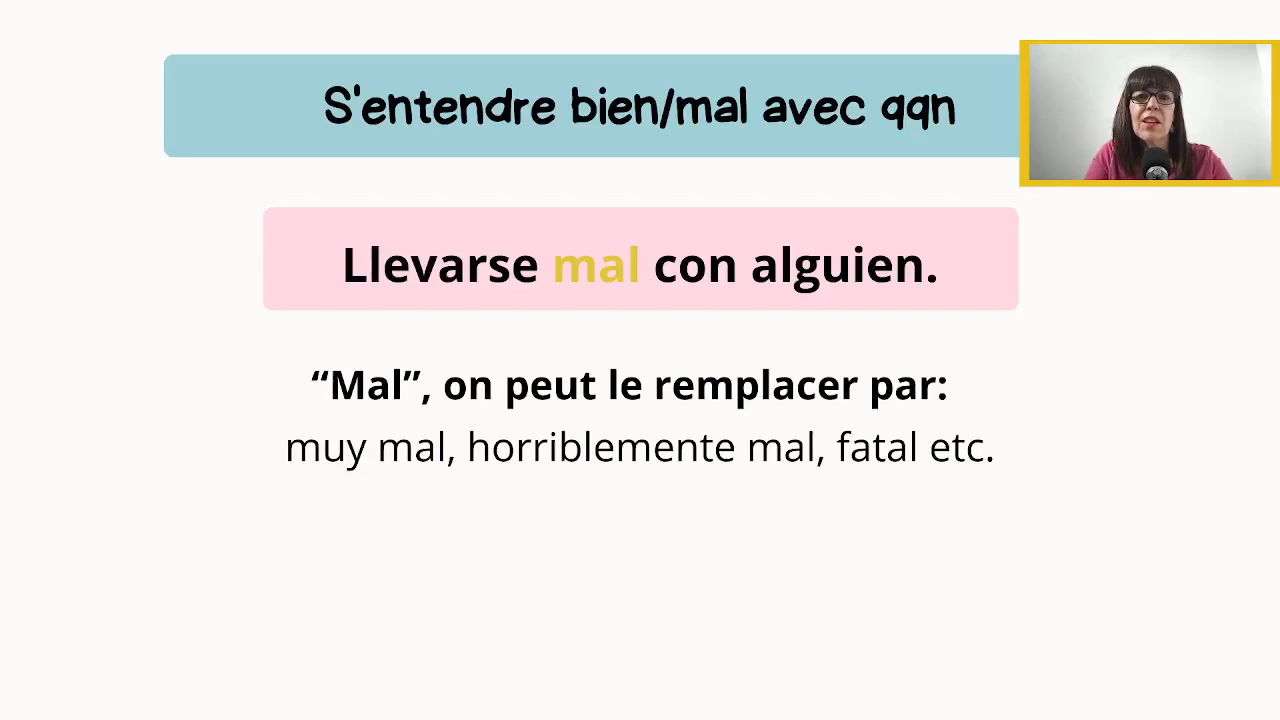 S'entendre bien/mal avec qqn
Llevarse mal con alguien.
“Mal”, on peut le remplacer par:
muy mal, horriblemente mal, fatal etc.